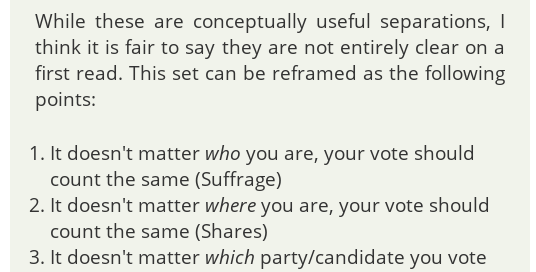 While these are conceptually useful separations, I
think it is fair to say they are not entirely clear on a
first read. This set can be reframed as the following
points:
1. It doesn't matter who you are, your vote should
count the same (Suffrage)
2. It doesn't matter where you are, your vote should
count the same (Shares)
3. It doesn't matter which party/candidate you vote